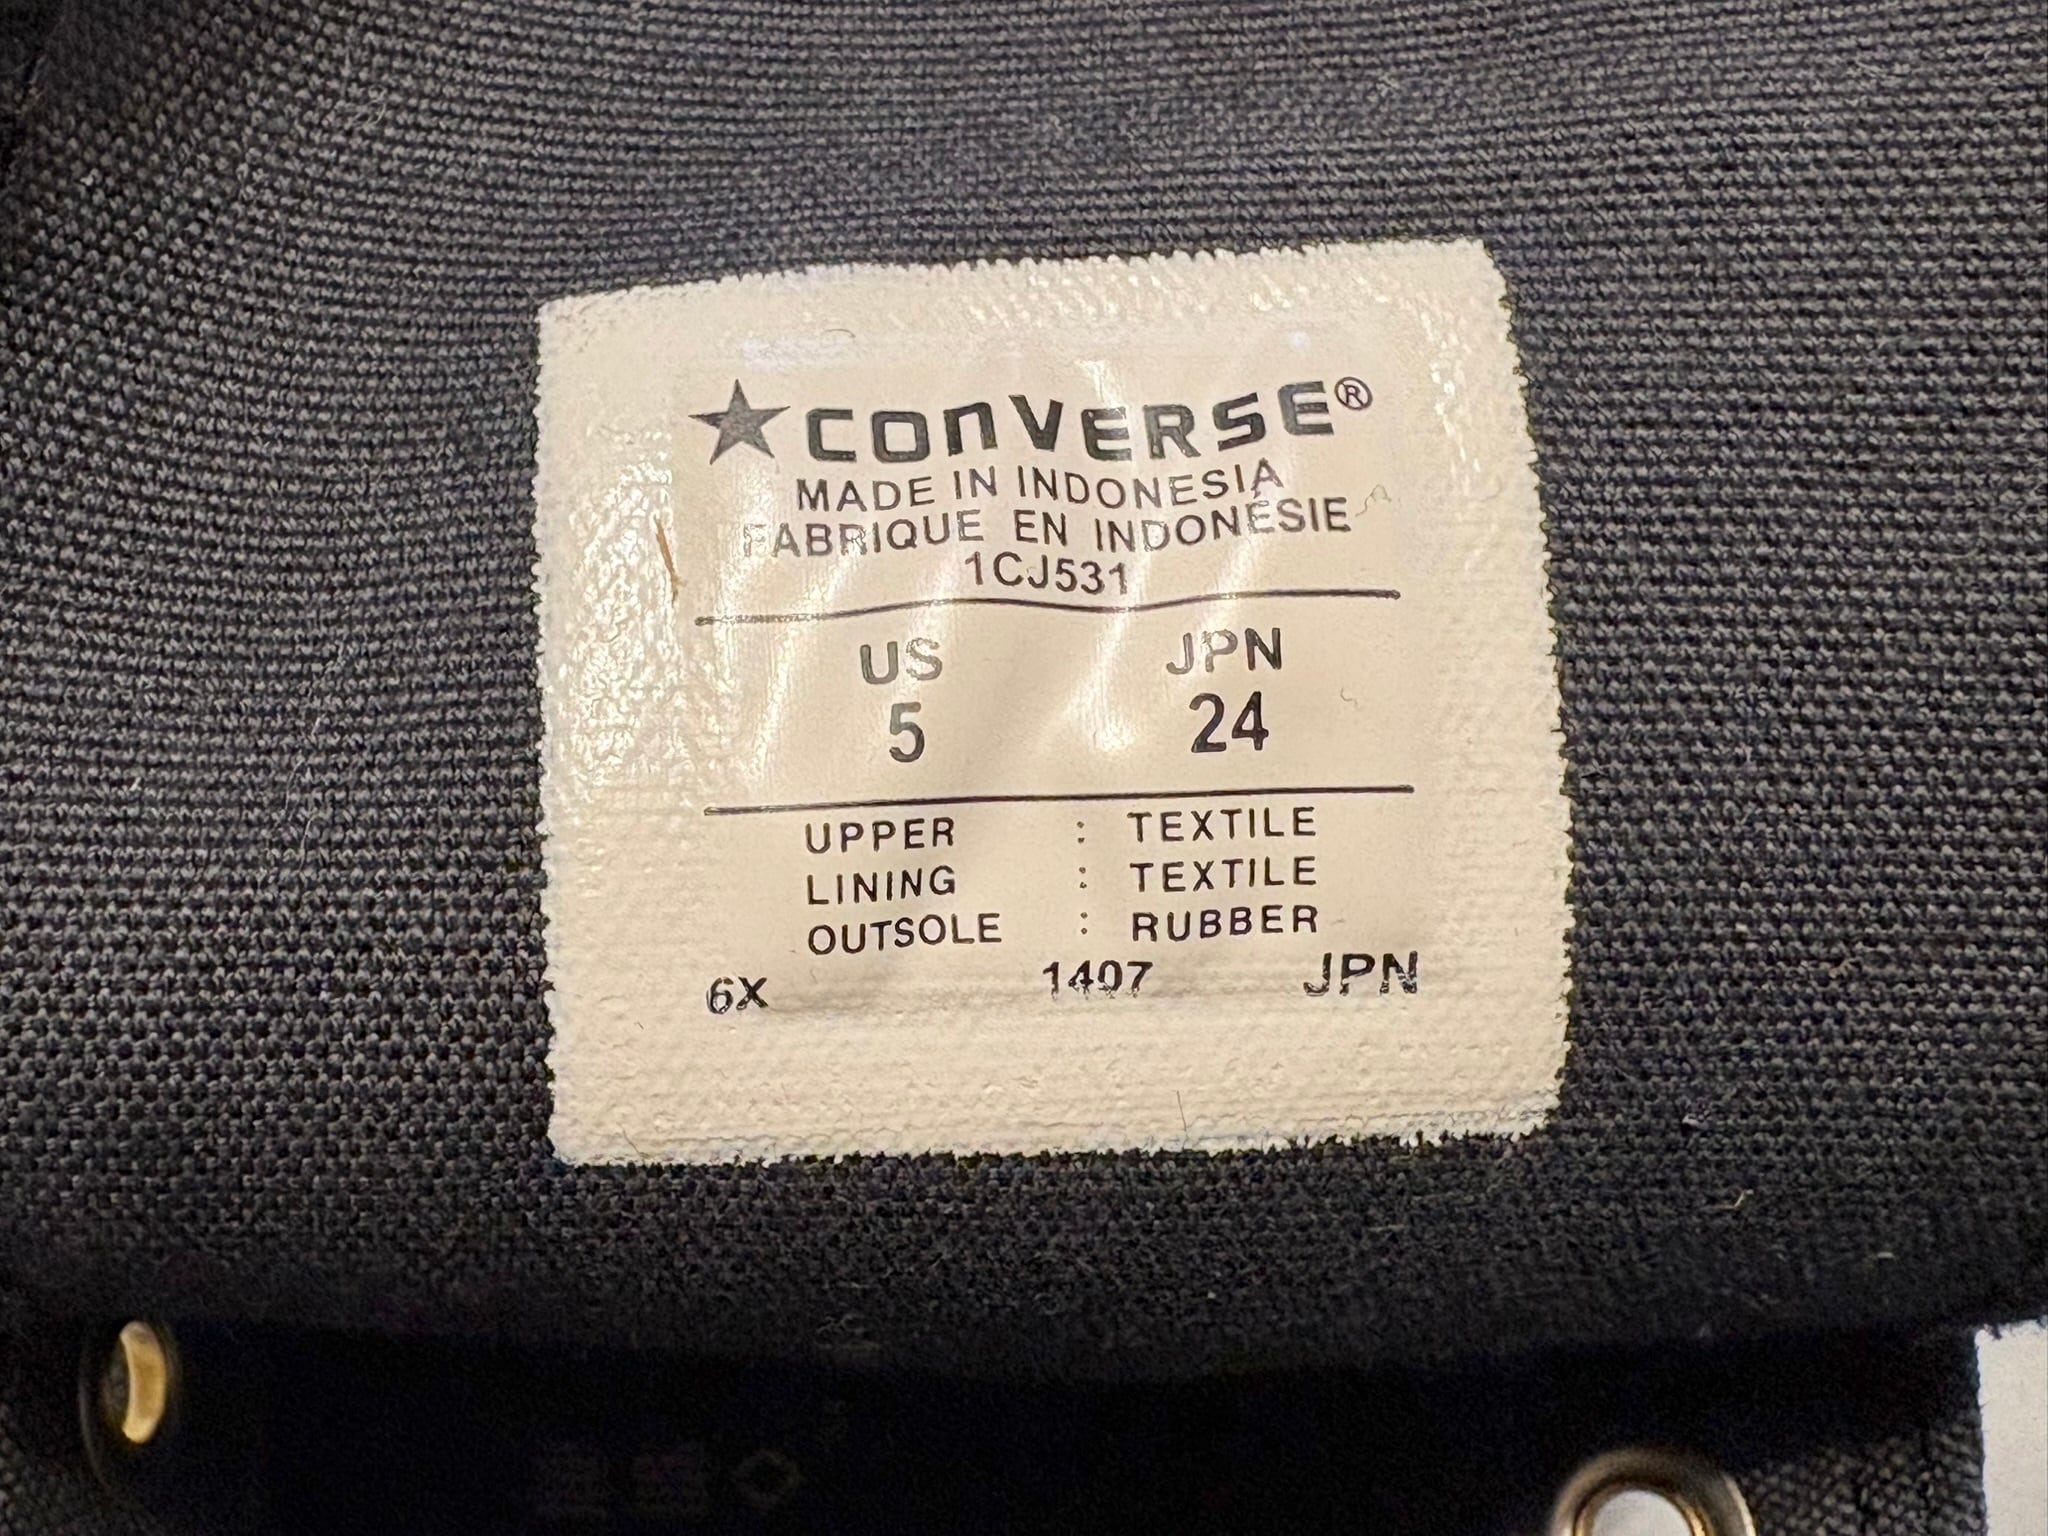 CONVERSE®
MADE IN INDONESIA
FABRIQUE EN INDONÉSIE
1CJ531
US JPN
5 24
UPPER : TEXTILE
LINING : TEXTILE
OUTSOLE : RUBBER
6X 1407 JPN